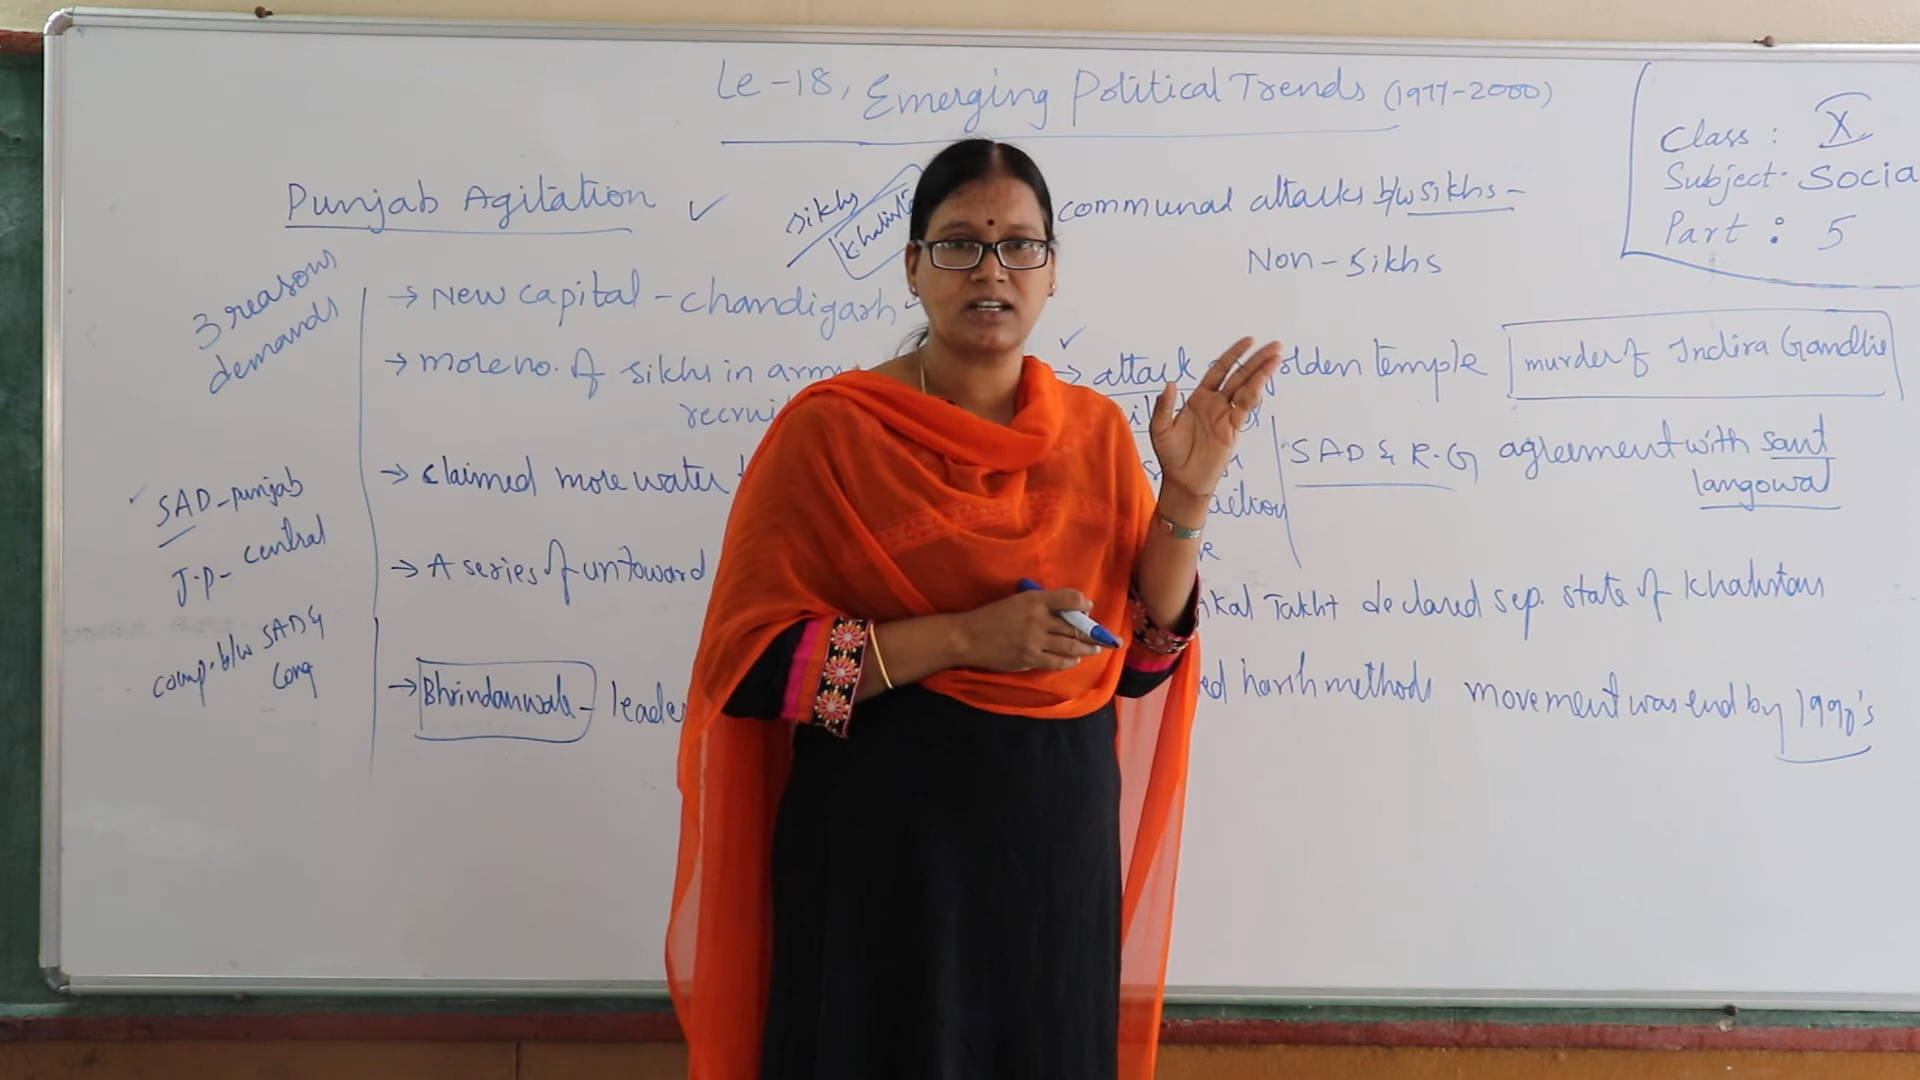 Le-18, Emerging Political Trends (1977-2000)
Class : X
Subject- Socia
Part : 5
Punjab Agitation ✓
sikhs
3 reasons
demands
→ New capital - chandigarh
→ more no. of sikhs in army
→ claimed more water
SAD - punjab
J.P - central
comp. b/w SAD &
Cong
→ A series of untoward
→ Bhrindanwale - leader
communal attacks b/w sikhs -
Non - sikhs
→ attack golden temple
murder of Indira Gandhi
SAD & R.G agreement with sant
langowal
Akal Takht declared sep. state of Khalistan
harsh methods movement was end by 1990's